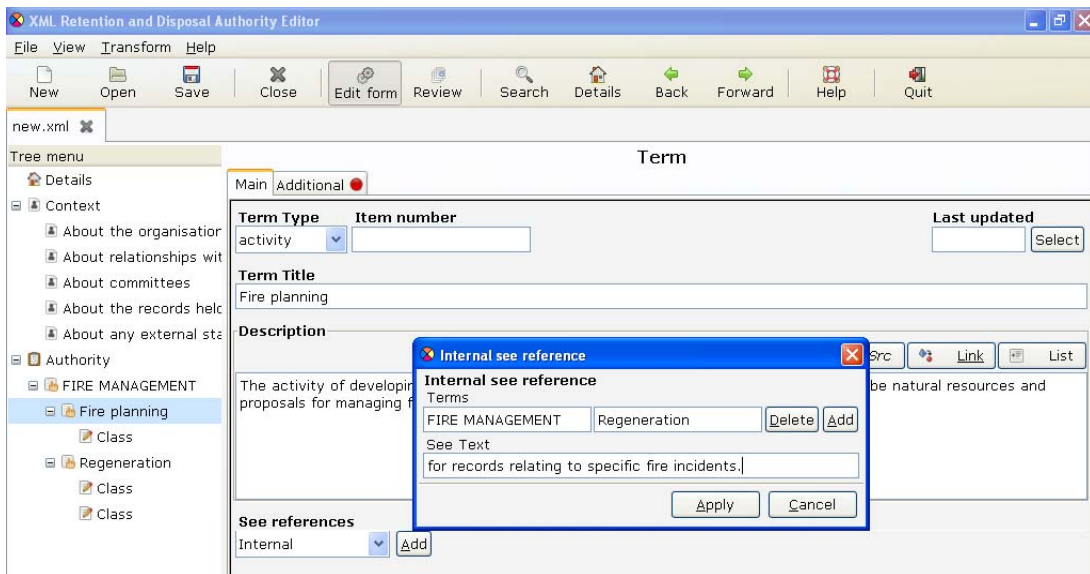 XML Retention and Disposal Authority Editor
File View Transform Help
New Open Save Close Edit form Review Search Details Back Forward Help Quit
new.xml
Tree menu
Term
Details
Main Additional
Context
Term Type Item number Last updated
About the organisation
activity Select
About relationships wit
Term Title
About committees
Fire planning
About the records held
About any external sta
Description
Authority
Internal see reference
Src Link List
FIRE MANAGEMENT
Internal see reference
The activity of developin
be natural resources and
Terms
proposals for managing f
Fire planning
FIRE MANAGEMENT Regeneration Delete Add
Class
See Text
Regeneration
for records relating to specific fire incidents.
Class
Apply Cancel
Class
See references
Internal Add